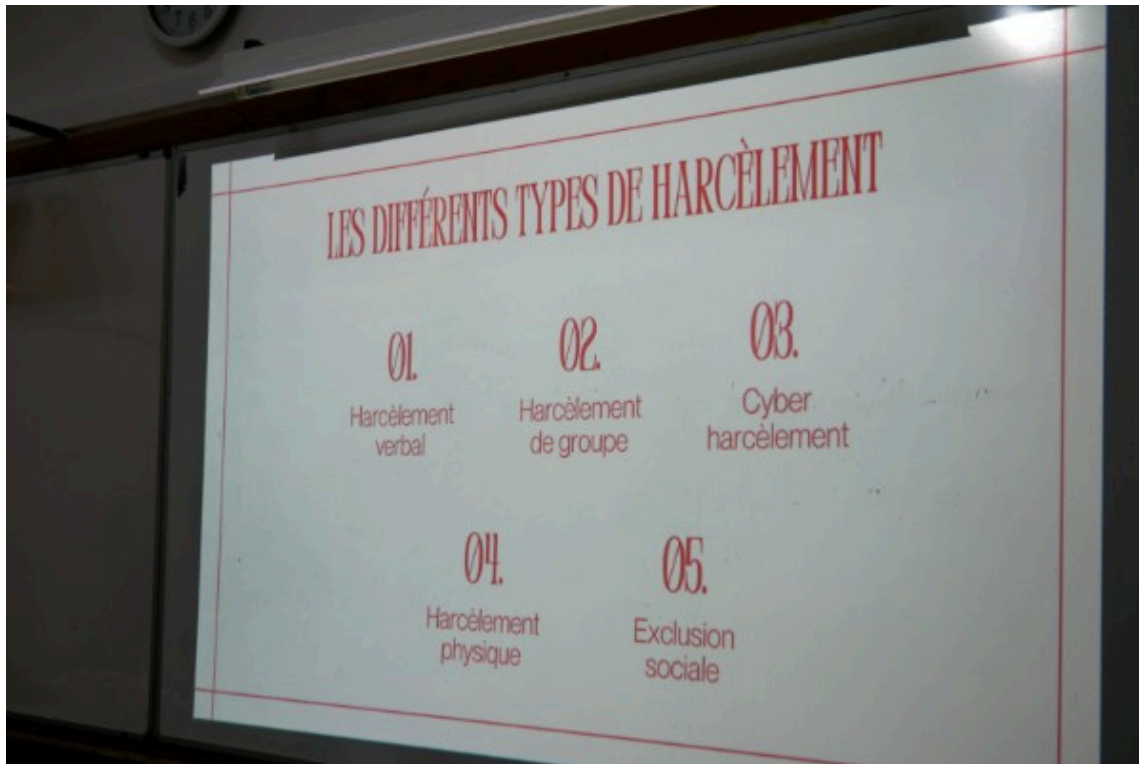 LES DIFFÉRENTS TYPES DE HARCÈLEMENT
01.
Harcèlement
verbal
02.
Harcèlement
de groupe
03.
Cyber
harcèlement
04.
Harcèlement
physique
05.
Exclusion
sociale